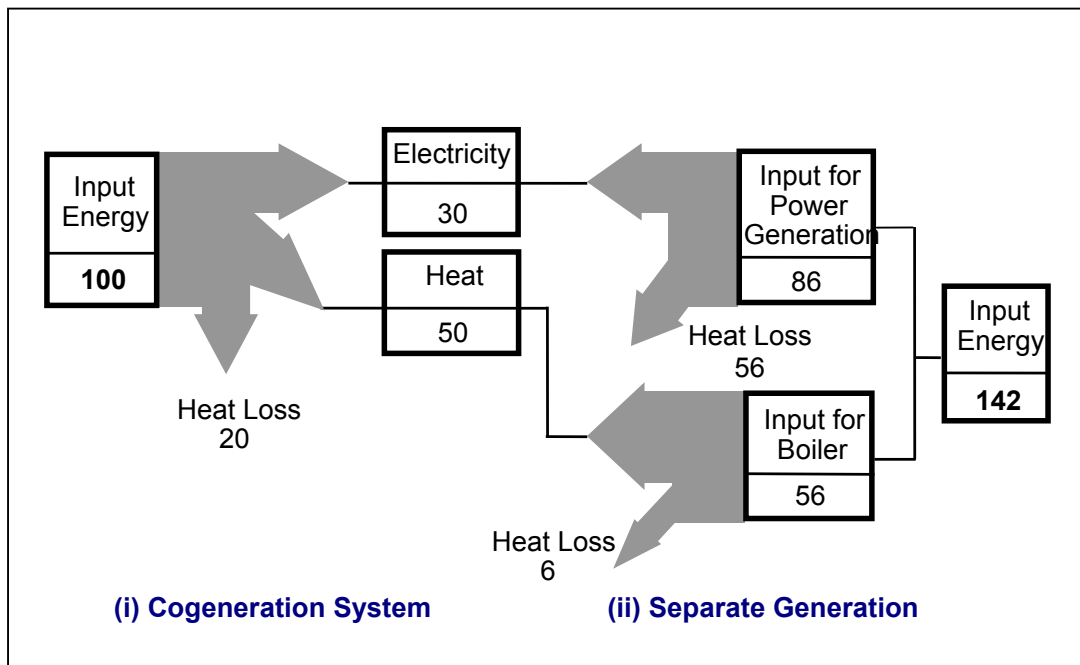 Input
Energy
100
Heat Loss
20
Electricity
30
Heat
50
Input for
Power
Generation
86
Heat Loss
56
Input for
Boiler
56
Heat Loss
6
Input
Energy
142
(i) Cogeneration System
(ii) Separate Generation